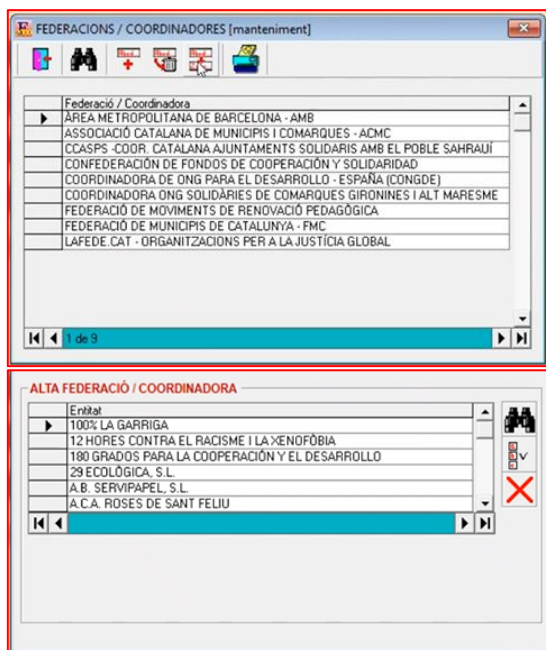 FEDERACIONS / COORDINADORES [manteniment]
Federació / Coordinadora
ÀREA METROPOLITANA DE BARCELONA - AMB
ASSOCIACIÓ CATALANA DE MUNICIPIS I COMARQUES - ACMC
CCASPS -COOR. CATALANA AJUNTAMENTS SOLIDARIS AMB EL POBLE SAHRAUÍ
CONFEDERACIÓN DE FONDOS DE COOPERACIÓN Y SOLIDARIDAD
COORDINADORA DE ONG PARA EL DESARROLLO - ESPAÑA (CONGDE)
COORDINADORA ONG SOLIDÀRIES DE COMARQUES GIRONINES I ALT MARESME
FEDERACIÓ DE MOVIMENTS DE RENOVACIÓ PEDAGÒGICA
FEDERACIÓ DE MUNICIPIS DE CATALUNYA - FMC
LAFEDE.CAT - ORGANITZACIONS PER A LA JUSTÍCIA GLOBAL
1 de 9
ALTA FEDERACIÓ / COORDINADORA
Entitat
100% LA GARRIGA
12 HORES CONTRA EL RACISME I LA XENOFÒBIA
180 GRADOS PARA LA COOPERACIÓN Y EL DESARROLLO
29 ECOLÒGICA, S.L.
A.B. SERVIPAPEL, S.L.
A.C.A. ROSES DE SANT FELIU